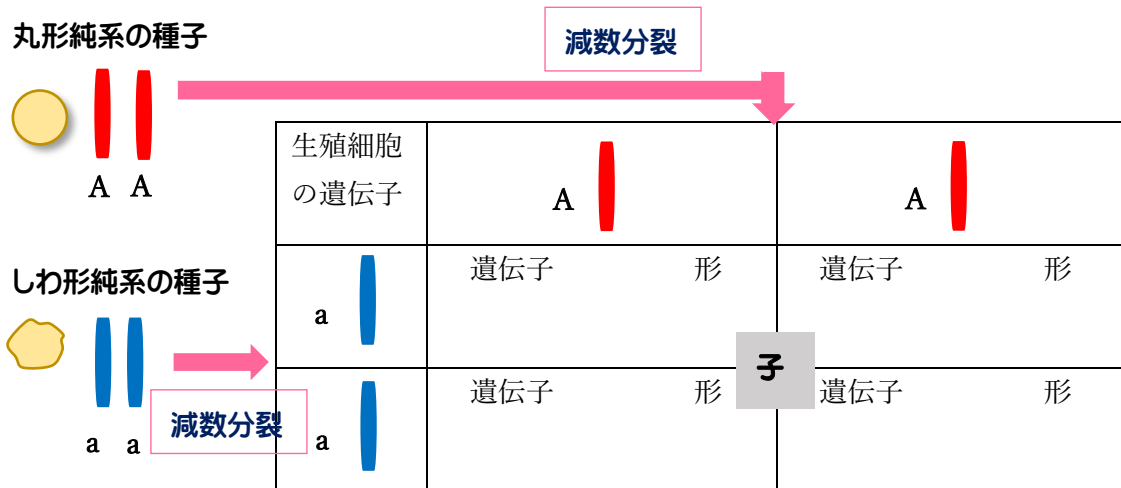 丸形純系の種子
減数分裂
A A
生殖細胞
の遺伝子
A
A
しわ形純系の種子
a a
減数分裂
a
遺伝子 形
遺伝子 形
子
a
遺伝子 形
遺伝子 形